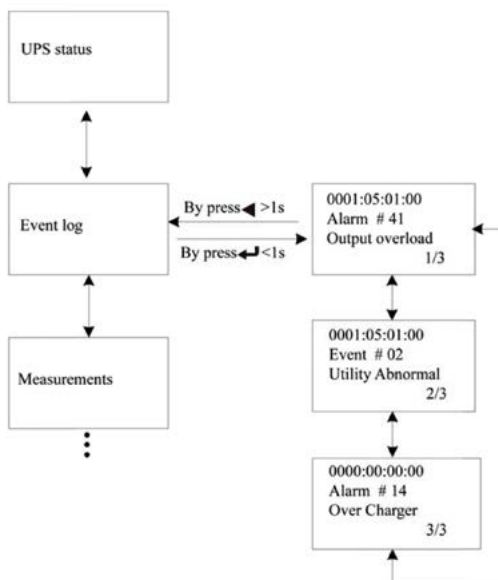 UPS status
Event log
Measurements
By press◀ >1s
By press↵ <1s
0001:05:01:00
Alarm # 41
Output overload
1/3
0001:05:01:00
Event # 02
Utility Abnormal
2/3
0000:00:00:00
Alarm # 14
Over Charger
3/3